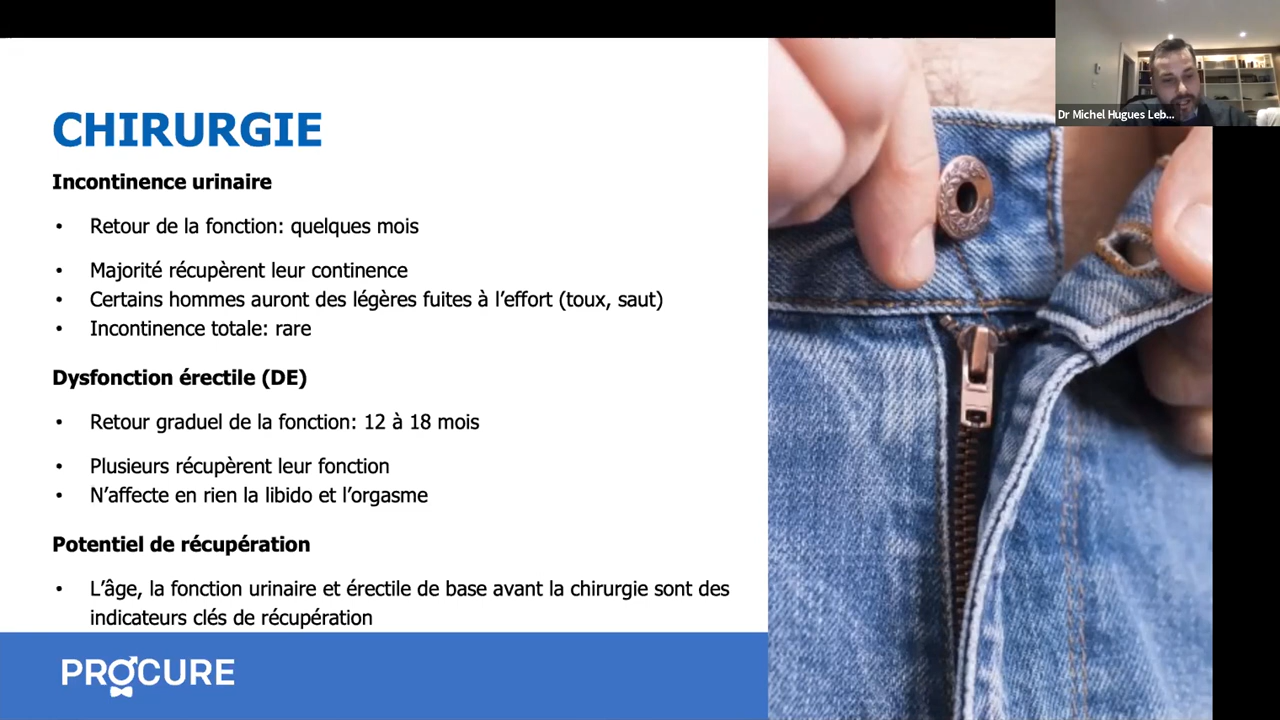 Dr Michel Hugues Leb...
CHIRURGIE
Incontinence urinaire
• Retour de la fonction: quelques mois
• Majorité récupèrent leur continence
• Certains hommes auront des légères fuites à l’effort (toux, saut)
• Incontinence totale: rare
Dysfonction érectile (DE)
• Retour graduel de la fonction: 12 à 18 mois
• Plusieurs récupèrent leur fonction
• N’affecte en rien la libido et l’orgasme
Potentiel de récupération
• L’âge, la fonction urinaire et érectile de base avant la chirurgie sont des
indicateurs clés de récupération
PROCURE